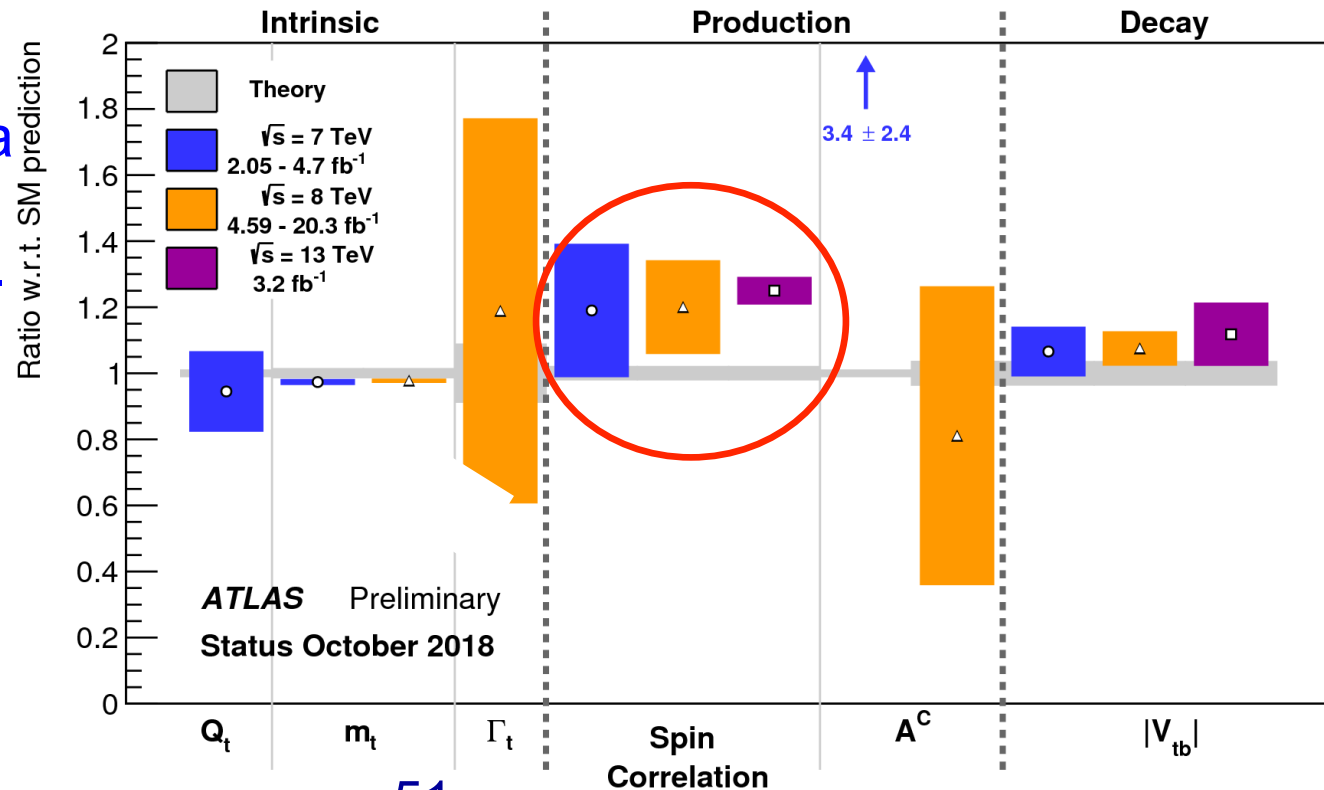 Intrinsic
Production
Decay
Ratio w.r.t. SM prediction
2
1.8
1.6
1.4
1.2
1
0.8
0.6
0.4
0.2
0
Theory
√s = 7 TeV
2.05 - 4.7 fb⁻¹
√s = 8 TeV
4.59 - 20.3 fb⁻¹
√s = 13 TeV
3.2 fb⁻¹
3.4 ± 2.4
a
ATLAS Preliminary
Status October 2018
Qₜ
mₜ
Γₜ
Spin
Correlation
Aᶜ
|V_tb|